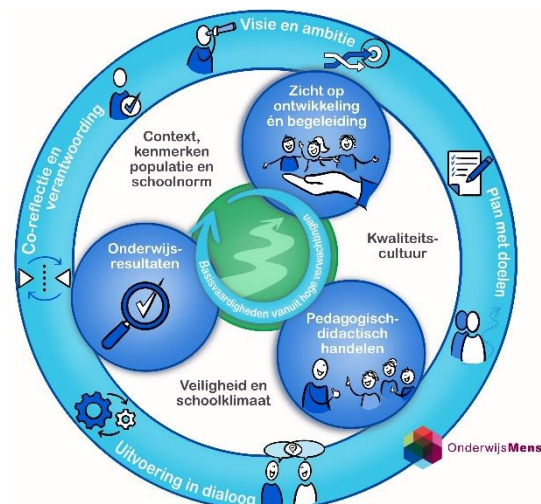 Visie en ambitie
Zicht op
ontwikkeling
én begeleiding
Context,
kenmerken
populatie en
schoolnorm
Co-reflectie en
verantwoording
Plan met doelen
Kwaliteits-
cultuur
Onderwijs-
resultaten
Basisvaardigheden vanuit hoge verwachtingen
Pedagogisch-
didactisch
handelen
Veiligheid en
schoolklimaat
Uitvoering in dialoog
OnderwijsMens